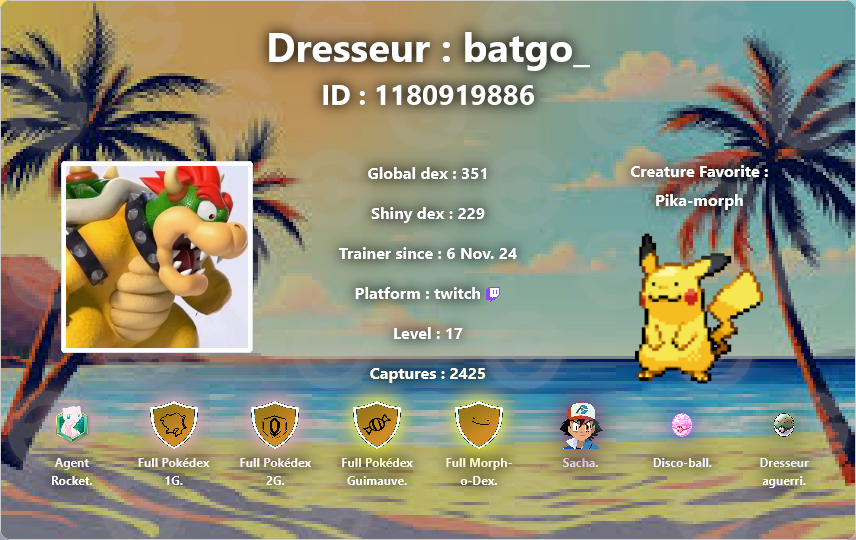 Dresseur : batgo_
ID : 1180919886
Global dex : 351
Shiny dex : 229
Trainer since : 6 Nov. 24
Platform : twitch
Level : 17
Captures : 2425
Creature Favorite :
Pika-morph
Agent
Rocket.
Full Pokédex
1G.
Full Pokédex
2G.
Full Pokédex
Guimauve.
Full Morph-
o-Dex.
Sacha.
Disco-ball.
Dresseur
aguerri.